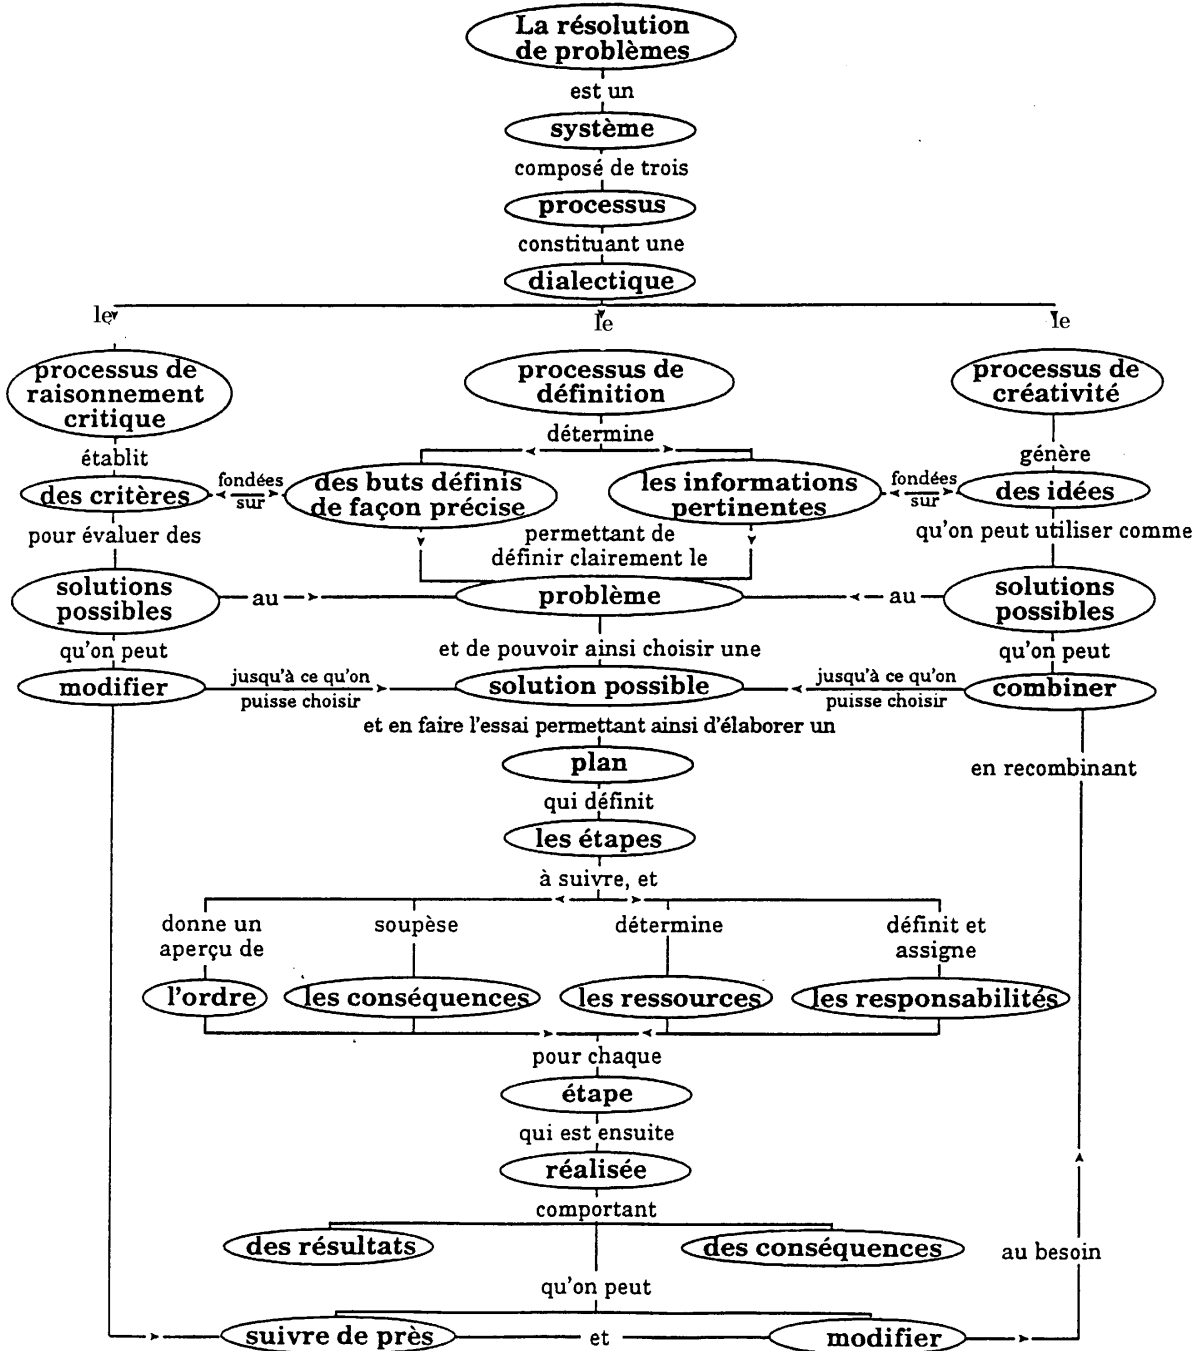 La résolution
de problèmes
est un
système
composé de trois
processus
constituant une
dialectique
le
le
le
processus de
raisonnement
critique
processus de
définition
processus de
créativité
établit
détermine
génère
des critères
fondées
sur
des buts définis
de façon précise
les informations
pertinentes
fondées
sur
des idées
pour évaluer des
permettant de
définir clairement le
qu'on peut utiliser comme
solutions
possibles
au
problème
au
solutions
possibles
qu'on peut
et de pouvoir ainsi choisir une
qu'on peut
modifier
jusqu'à ce qu'on
puisse choisir
solution possible
jusqu'à ce qu'on
puisse choisir
combiner
et en faire l'essai permettant ainsi d'élaborer un
plan
en recombinant
qui définit
les étapes
à suivre, et
donne un
aperçu de
soupèse
détermine
définit et
assigne
l'ordre
les conséquences
les ressources
les responsabilités
pour chaque
étape
qui est ensuite
réalisée
comportant
des résultats
des conséquences
au besoin
qu'on peut
suivre de près
et
modifier